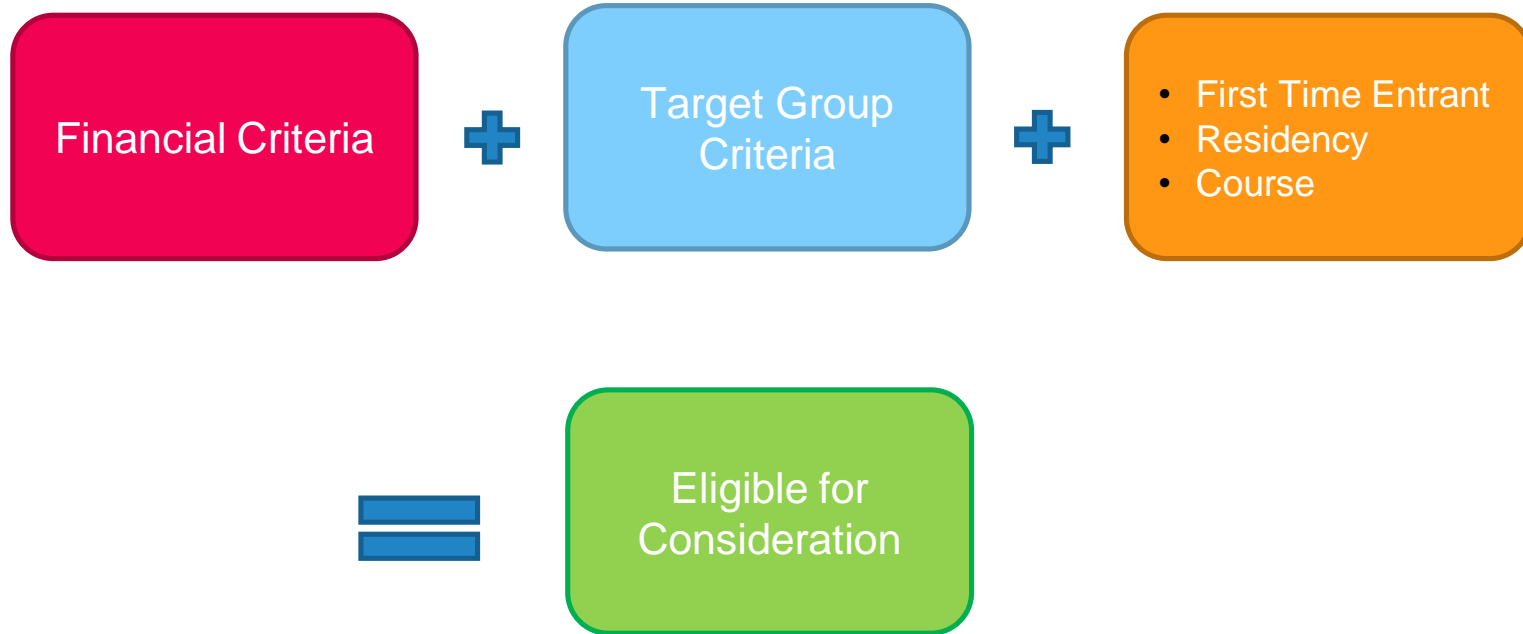 Financial Criteria
Target Group
Criteria
• First Time Entrant
• Residency
• Course
Eligible for
Consideration